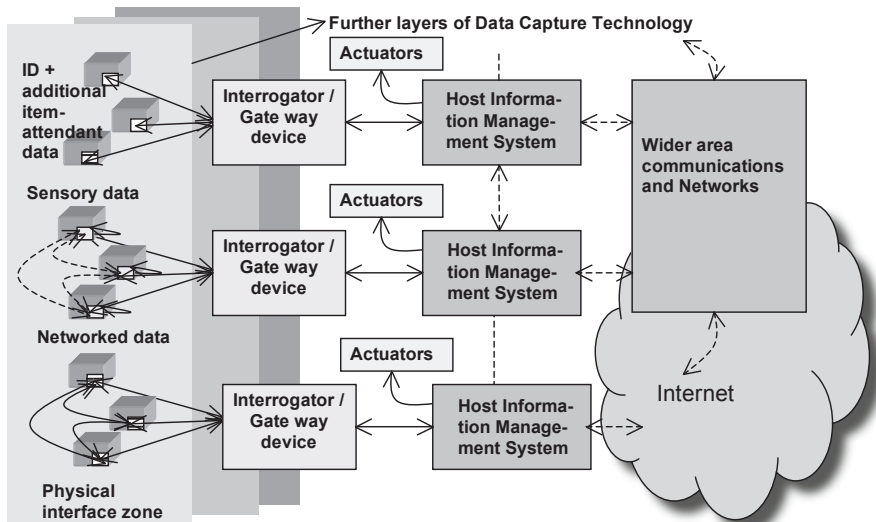 Further layers of Data Capture Technology
ID +
additional
item-
attendant
data
Actuators
Interrogator /
Gate way
device
Host Informa-
tion Manage-
ment System
Wider area
communications
and Networks
Sensory data
Actuators
Interrogator /
Gate way
device
Host Informa-
tion Manage-
ment System
Networked data
Actuators
Interrogator /
Gate way
device
Host Informa-
tion Manage-
ment System
Internet
Physical
interface zone